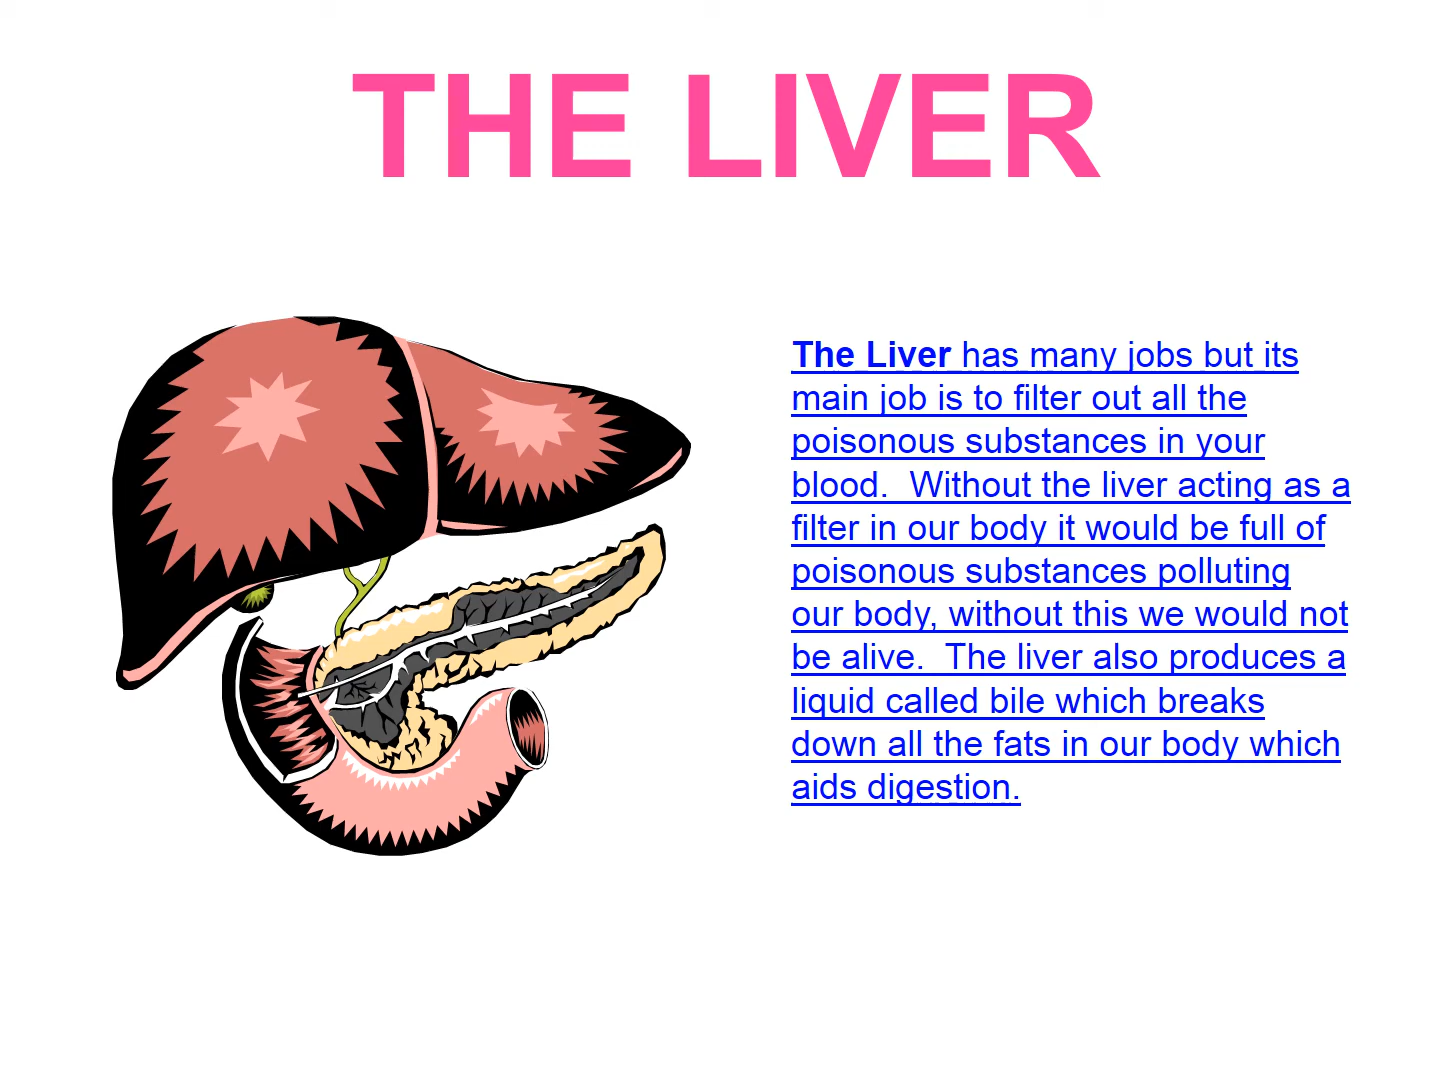 THE LIVER
The Liver has many jobs but its
main job is to filter out all the
poisonous substances in your
blood.  Without the liver acting as a
filter in our body it would be full of
poisonous substances polluting
our body, without this we would not
be alive.  The liver also produces a
liquid called bile which breaks
down all the fats in our body which
aids digestion.